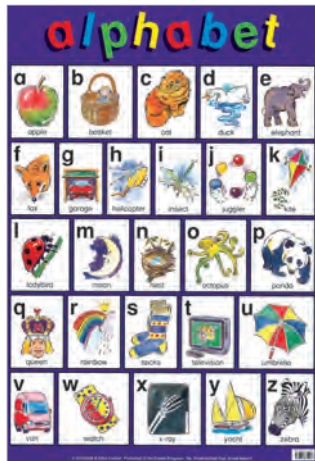 alphabet
a b c d e
apple basket cat duck elephant
f g h i j k
fox garage helicopter insect juggler kite
l m n o p
ladybird moon nest octopus panda
q r s t u
queen rainbow socks television umbrella
v w x y z
van watch x-ray yacht zebra